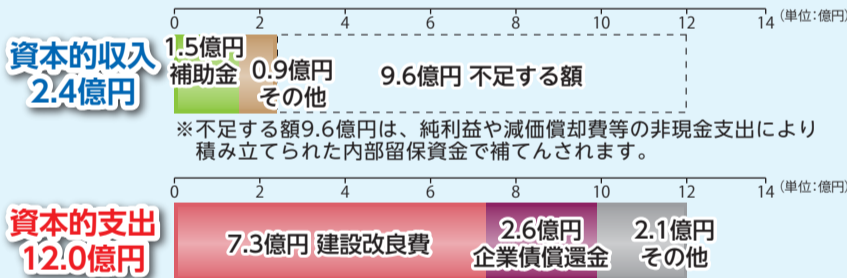 0 2 4 6 8 10 12 14 (単位:億円)
資本的収入
2.4億円
1.5億円
補助金
0.9億円
その他
9.6億円 不足する額
※不足する額9.6億円は、純利益や減価償却費等の非現金支出により
積み立てられた内部留保資金で補てんされます。
0 2 4 6 8 10 12 14 (単位:億円)
資本的支出
12.0億円
7.3億円 建設改良費
2.6億円
企業債償還金
2.1億円
その他